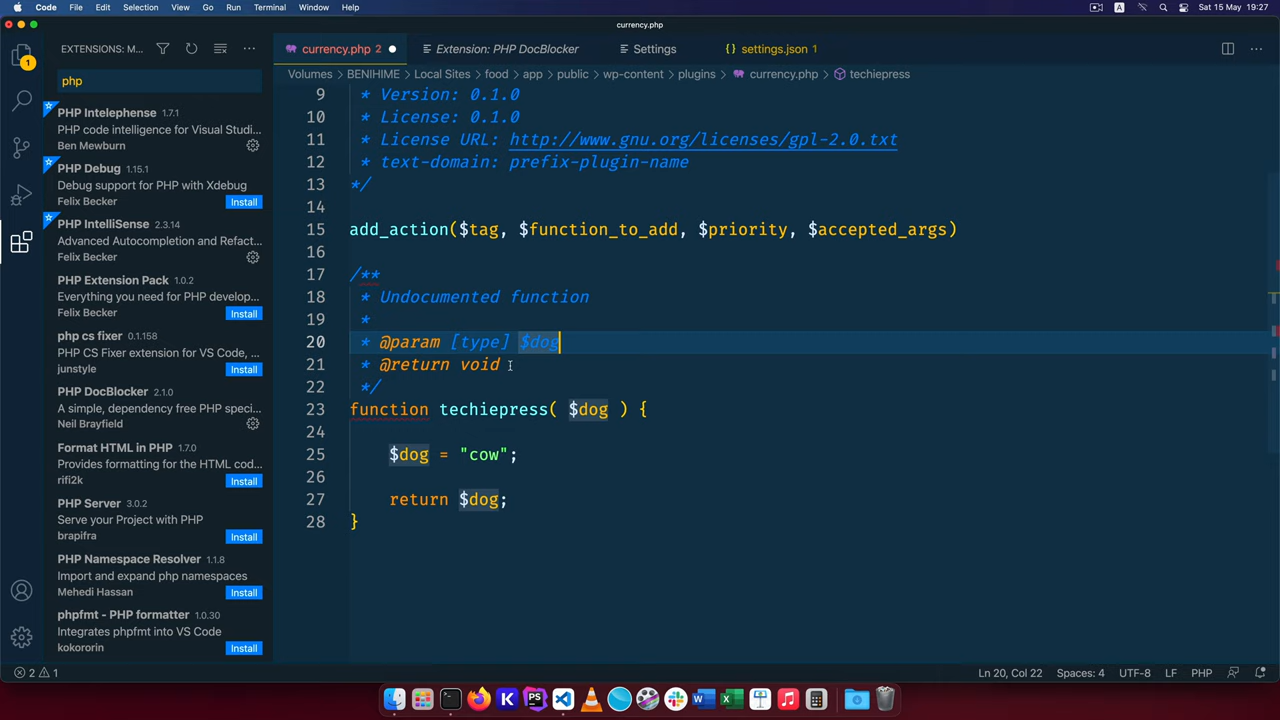 Code File Edit Selection View Go Run Terminal Window Help
A
Sat 15 May 19:27
currency.php
EXTENSIONS: M...
currency.php 2
Extension: PHP DocBlocker
Settings
{} settings.json 1
php
Volumes > BENIHIME > Local Sites > food > app > public > wp-content > plugins > currency.php > techiepress
1
PHP Intelephense 1.7.1
PHP code intelligence for Visual Studi...
Ben Mewburn
PHP Debug 1.15.1
Debug support for PHP with Xdebug
Felix Becker Install
PHP IntelliSense 2.3.14
Advanced Autocompletion and Refact...
Felix Becker
PHP Extension Pack 1.0.2
Everything you need for PHP develop...
Felix Becker Install
php cs fixer 0.1.158
PHP CS Fixer extension for VS Code, ...
junstyle Install
PHP DocBlocker 2.1.0
A simple, dependency free PHP speci...
Neil Brayfield
Format HTML in PHP 1.7.0
Provides formatting for the HTML cod...
rifi2k Install
PHP Server 3.0.2
Serve your Project with PHP
brapifra Install
PHP Namespace Resolver 1.1.8
Import and expand php namespaces
Mehedi Hassan Install
phpfmt - PHP formatter 1.0.30
Integrates phpfmt into VS Code
kokororin Install
9 * Version: 0.1.0
10 * License: 0.1.0
11 * License URL: http://www.gnu.org/licenses/gpl-2.0.txt
12 * text-domain: prefix-plugin-name
13 */
14
15 add_action($tag, $function_to_add, $priority, $accepted_args)
16
17 /**
18 * Undocumented function
19 *
20 * @param [type] $dog
21 * @return void
22 */
23 function techiepress( $dog ) {
24
25 $dog = "cow";
26
27 return $dog;
28 }
2 1
Ln 20, Col 22 Spaces: 4 UTF-8 LF PHP
K PS W X